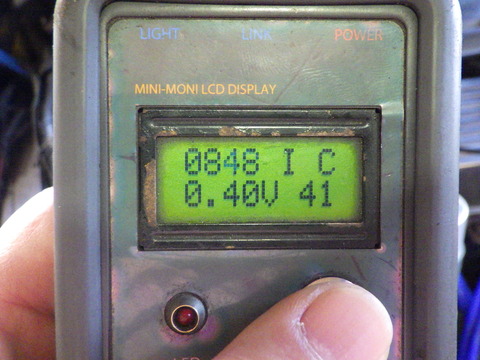 LIGHT LINK POWER
MINI-MONI LCD DISPLAY
0848 I C
0.40V 41